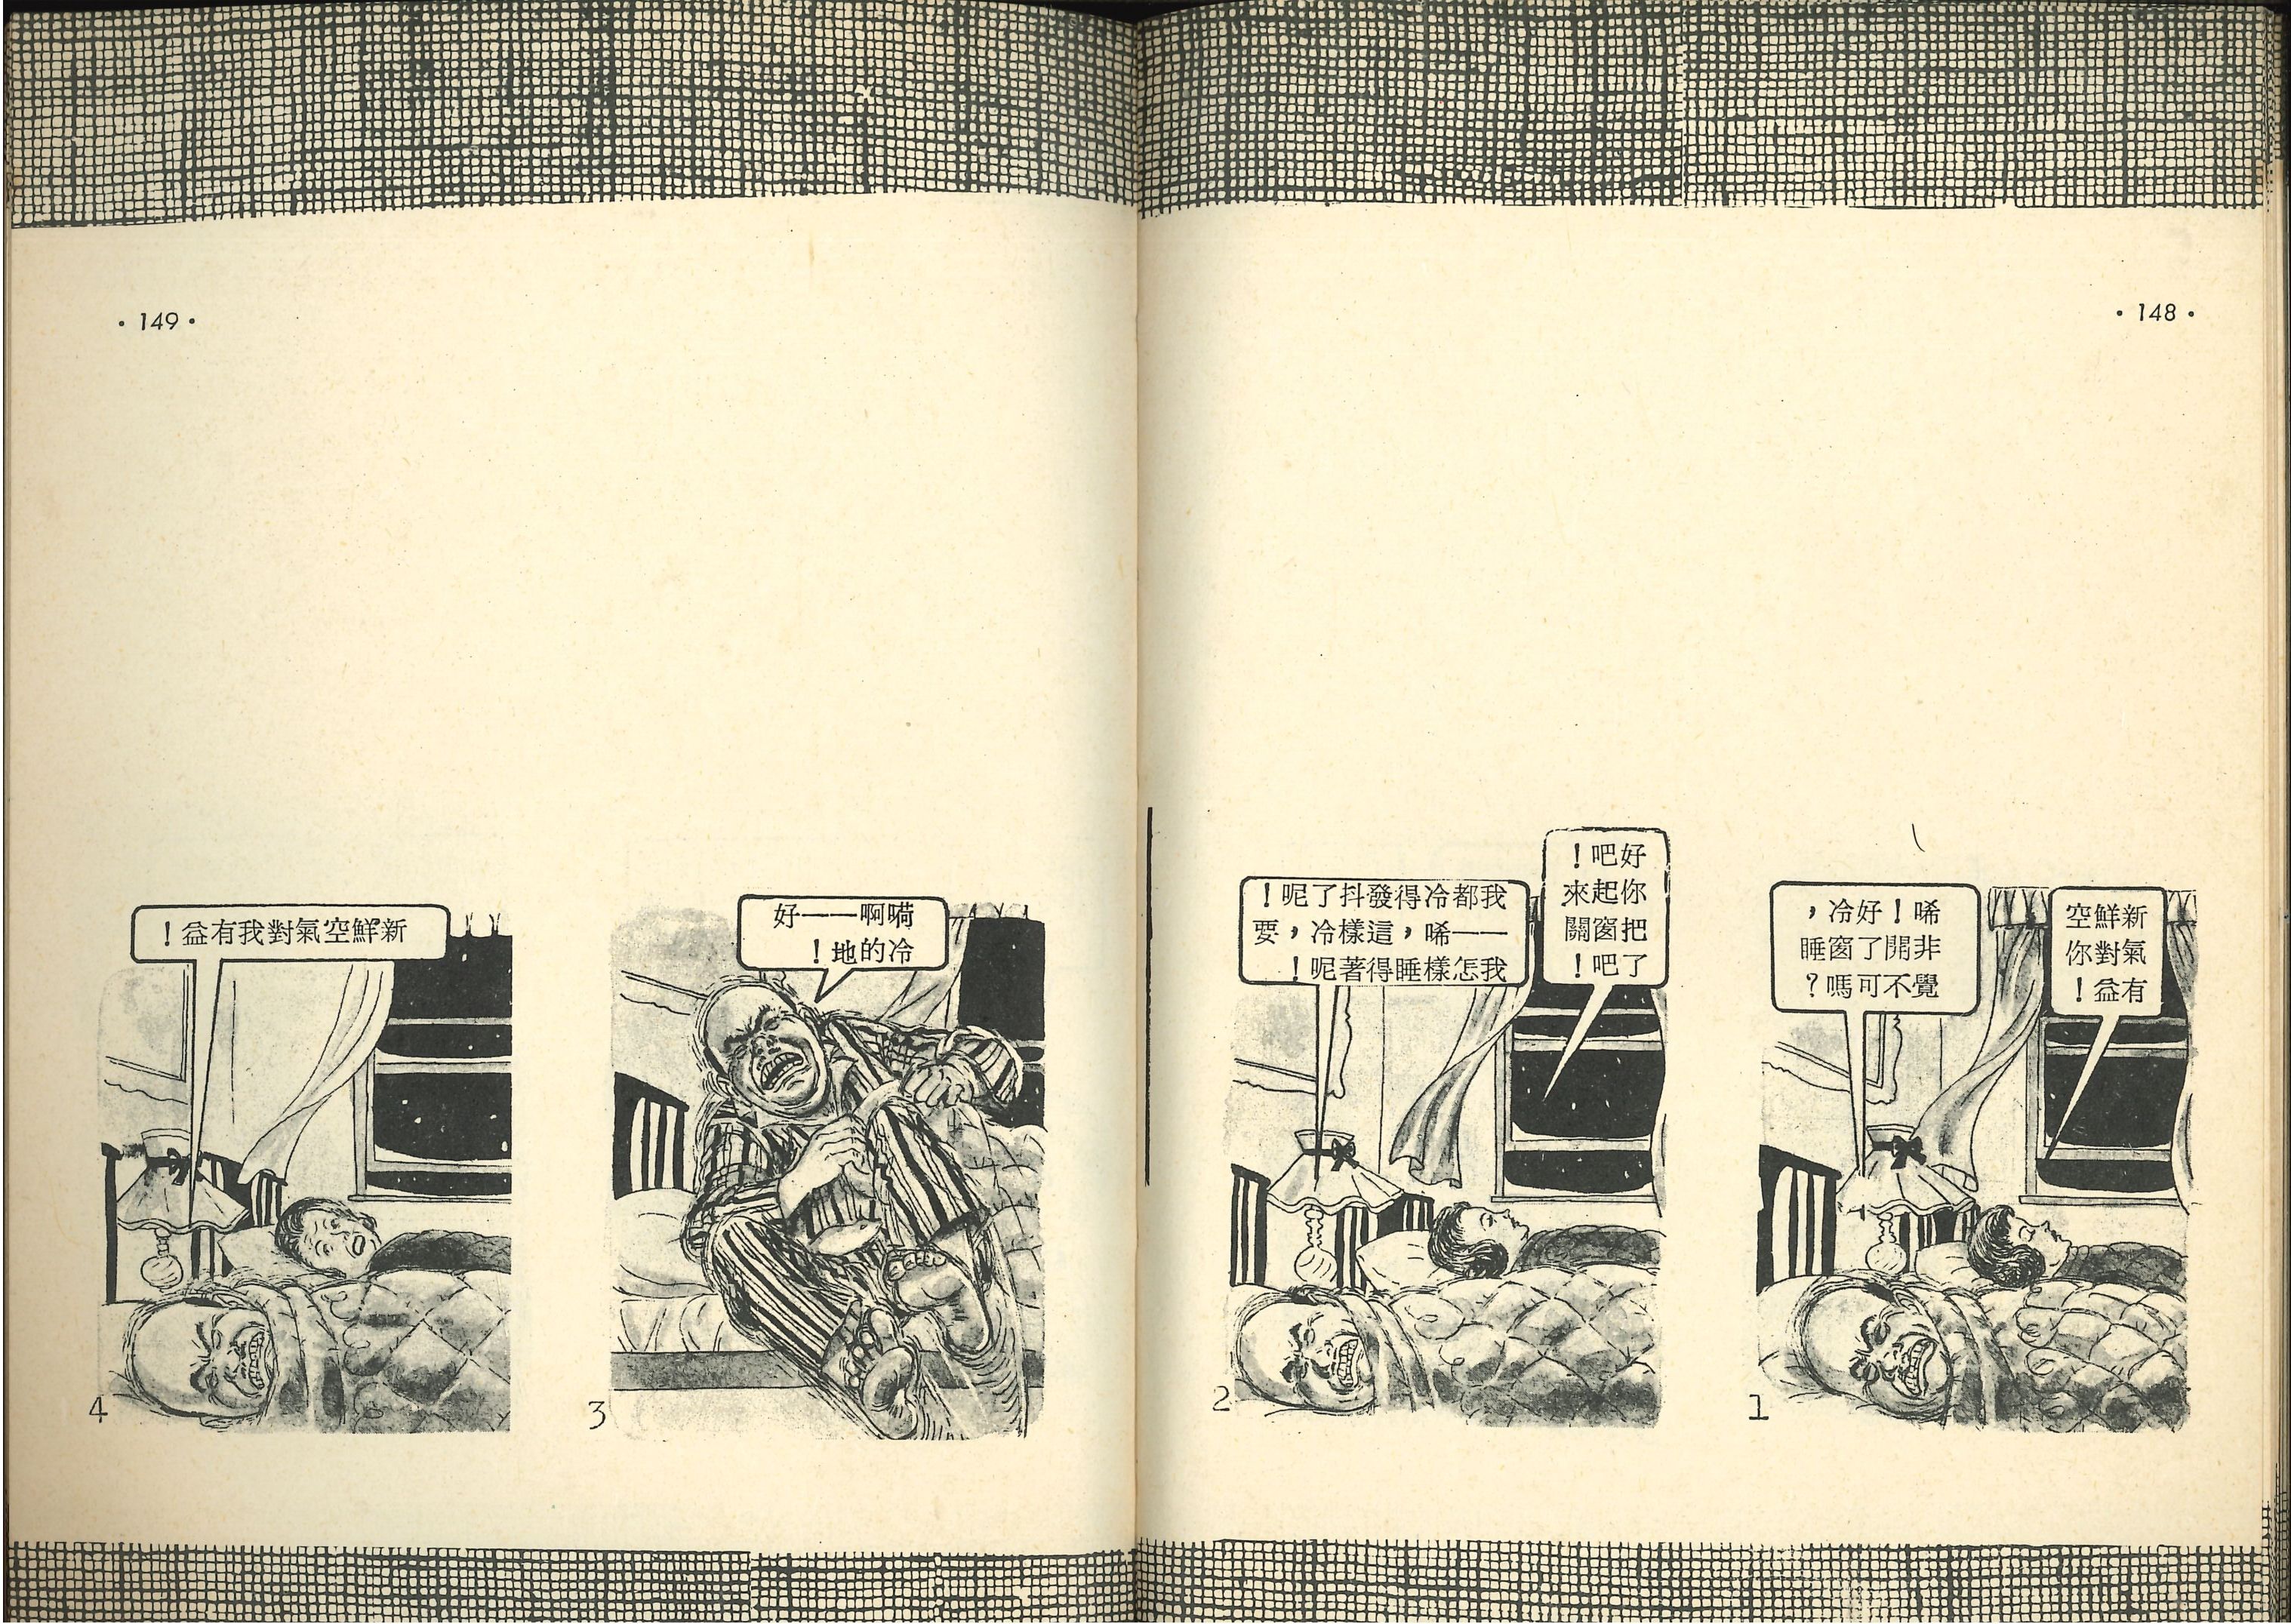 ·148·
新鮮空
氣對你
有益!
唏!好冷,
非開了窗睡
覺不可嗎?
1
好吧!
你起來
把窗關
了吧!
我都冷得發抖了呢!
——唏,這樣冷,要
我怎樣睡得著呢!
2
·149·
嗬啊——好
冷的地!
3
新鮮空氣對我有益!
4